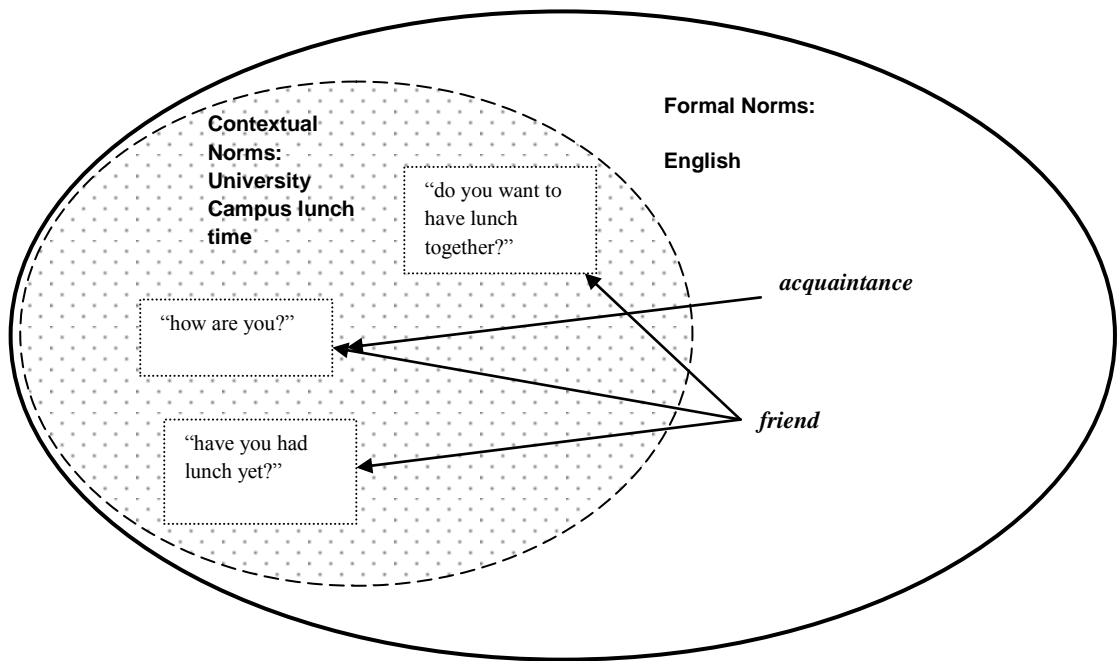 Contextual
Norms:
University
Campus lunch
time
Formal Norms:
English
“do you want to
have lunch
together?”
acquaintance
“how are you?”
friend
“have you had
lunch yet?”